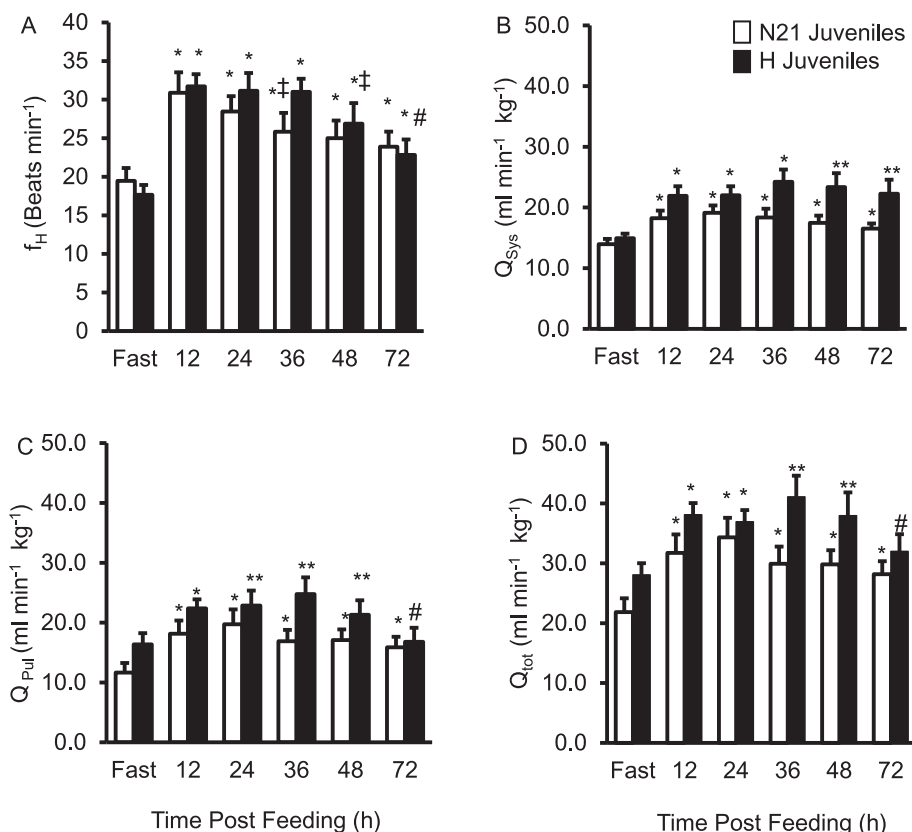 A
40
35
30
25
20
15
10
5
0
f_H (Beats min⁻¹)
* * * * *‡ * * *‡ * * #
Fast 12 24 36 48 72
B
50.0
40.0
30.0
20.0
10.0
0.0
Q_Sys (ml min⁻¹ kg⁻¹)
N21 Juveniles
H Juveniles
* * * * * * * ** * **
Fast 12 24 36 48 72
C
50.0
40.0
30.0
20.0
10.0
0.0
Q_Pul (ml min⁻¹ kg⁻¹)
* * * ** * ** * ** * #
Fast 12 24 36 48 72
Time Post Feeding (h)
D
50.0
40.0
30.0
20.0
10.0
0.0
Q_tot (ml min⁻¹ kg⁻¹)
* * * * * ** * ** * #
Fast 12 24 36 48 72
Time Post Feeding (h)